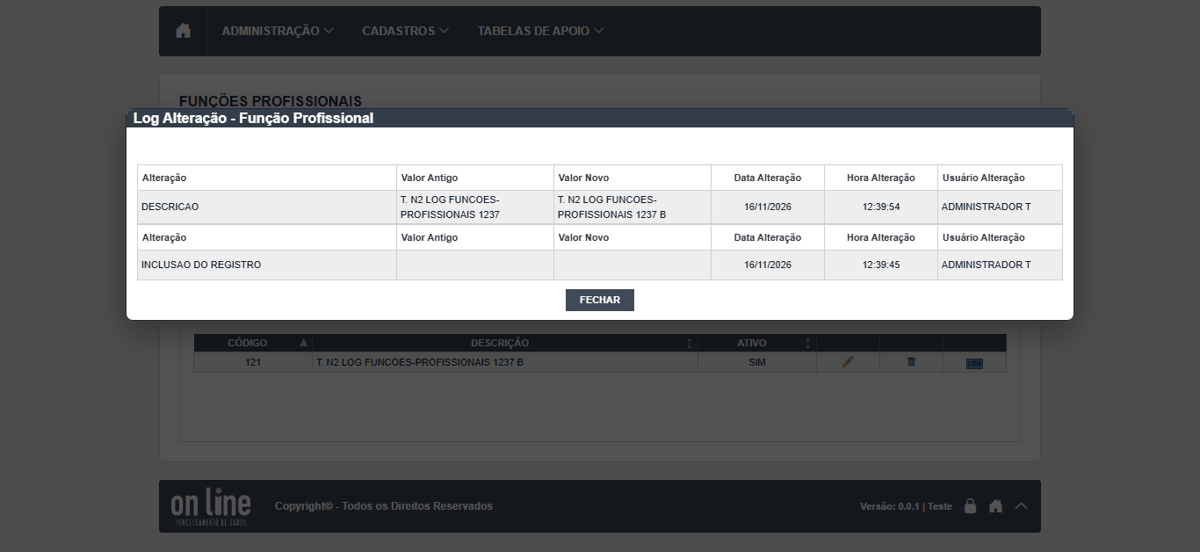 ADMINISTRAÇÃO CADASTROS TABELAS DE APOIO
FUNÇÕES PROFISSIONAIS
Log Alteração - Função Profissional
Alteração Valor Antigo Valor Novo Data Alteração Hora Alteração Usuário Alteração
DESCRICAO T. N2 LOG FUNCOES-PROFISSIONAIS 1237 T. N2 LOG FUNCOES-PROFISSIONAIS 1237 B 16/11/2026 12:39:54 ADMINISTRADOR T
Alteração Valor Antigo Valor Novo Data Alteração Hora Alteração Usuário Alteração
INCLUSAO DO REGISTRO 16/11/2026 12:39:45 ADMINISTRADOR T
FECHAR
CÓDIGO DESCRIÇÃO ATIVO
121 T. N2 LOG FUNCOES-PROFISSIONAIS 1237 B SIM LOG
on line
PROCESSAMENTO DE DADOS
Copyright© - Todos os Direitos Reservados
Versão: 0.0.1 | Teste